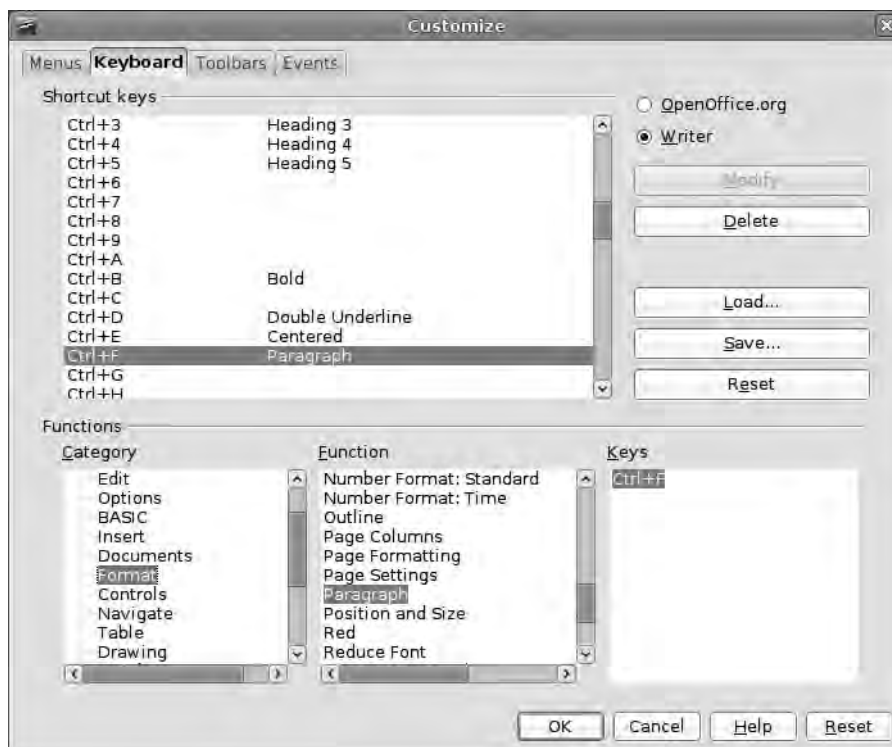 Customize
Menus Keyboard Toolbars Events
Shortcut keys
Ctrl+3 Heading 3
Ctrl+4 Heading 4
Ctrl+5 Heading 5
Ctrl+6
Ctrl+7
Ctrl+8
Ctrl+9
Ctrl+A
Ctrl+B Bold
Ctrl+C
Ctrl+D Double Underline
Ctrl+E Centered
Ctrl+F Paragraph
Ctrl+G
Ctrl+H
OpenOffice.org
Writer
Modify
Delete
Load...
Save...
Reset
Functions
Category
Edit
Options
BASIC
Insert
Documents
Format
Controls
Navigate
Table
Drawing
Function
Number Format: Standard
Number Format: Time
Outline
Page Columns
Page Formatting
Page Settings
Paragraph
Position and Size
Red
Reduce Font
Keys
Ctrl+F
OK Cancel Help Reset